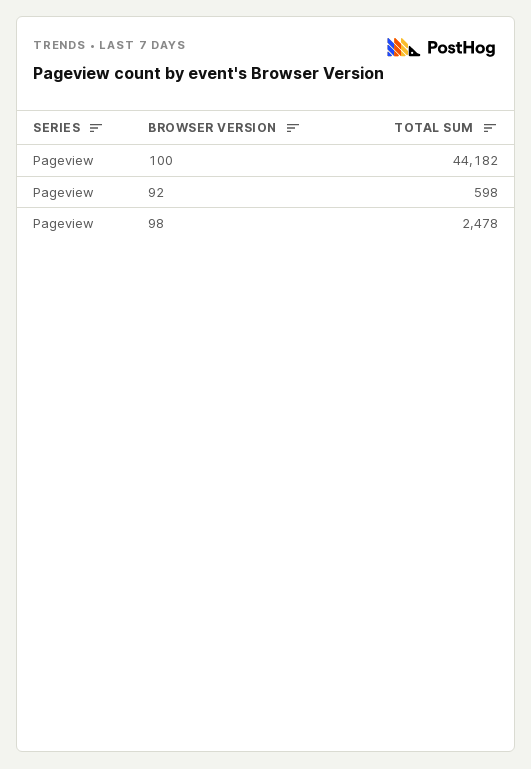 TRENDS • LAST 7 DAYS
PostHog
Pageview count by event's Browser Version
SERIES BROWSER VERSION TOTAL SUM
Pageview 100 44,182
Pageview 92 598
Pageview 98 2,478